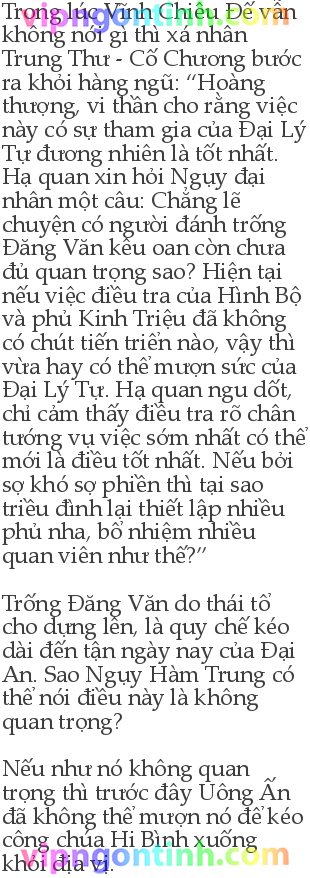 Trong lúc Vĩnh Chiêu Đế vẫn
không nói gì thì xá nhân
Trung Thư - Cố Chương bước
ra khỏi hàng ngũ: “Hoàng
thượng, vi thần cho rằng việc
này có sự tham gia của Đại Lý
Tự đương nhiên là tốt nhất.
Hạ quan xin hỏi Ngụy đại
nhân một câu: Chẳng lẽ
chuyện có người đánh trống
Đăng Văn kêu oan còn chưa
đủ quan trọng sao? Hiện tại
nếu việc điều tra của Hình Bộ
và phủ Kinh Triệu đã không
có chút tiến triển nào, vậy thì
vừa hay có thể mượn sức của
Đại Lý Tự. Hạ quan ngu dốt,
chỉ cảm thấy điều tra rõ chân
tướng vụ việc sớm nhất có thể
mới là điều tốt nhất. Nếu bởi
sợ khó sợ phiền thì tại sao
triều đình lại thiết lập nhiều
phủ nha, bổ nhiệm nhiều
quan viên như thế?”
Trống Đăng Văn do thái tổ
cho dựng lên, là quy chế kéo
dài đến tận ngày nay của Đại
An. Sao Ngụy Hàm Trung có
thể nói điều này là không
quan trọng?
Nếu như nó không quan
trọng thì trước đây Uông Ấn
đã không thể mượn nó để kéo
công chúa Hi Bình xuống
khỏi địa vị.
vipngontinh.com
vipngontinh.com